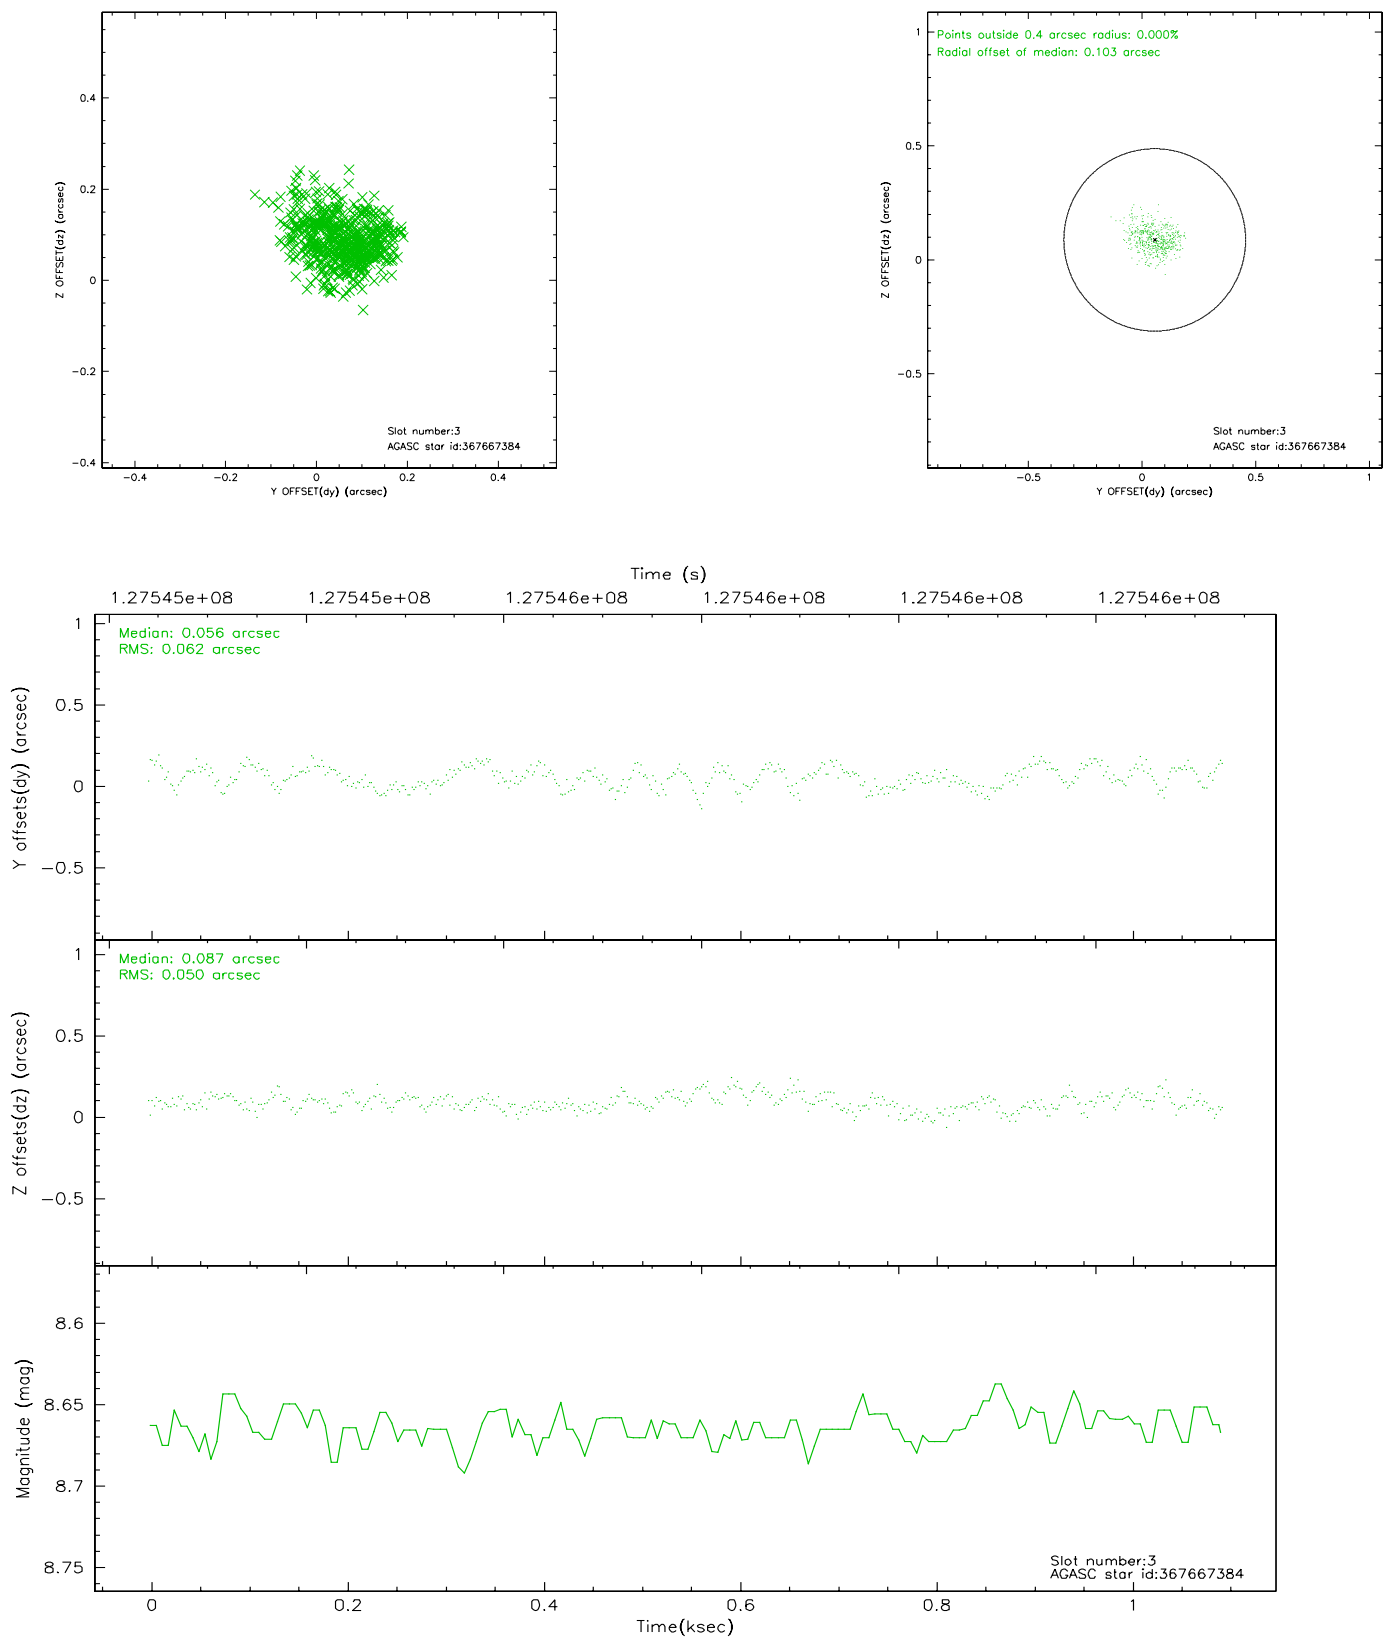 0.4
0.2
0
−0.2
−0.4
Z OFFSET(dz) (arcsec)
Slot number:3
AGASC star id:367667384
−0.4 −0.2 0 0.2 0.4
Y OFFSET(dy) (arcsec)
Points outside 0.4 arcsec radius: 0.000%
Radial offset of median: 0.103 arcsec
1
0.5
0
−0.5
Z OFFSET(dz) (arcsec)
Slot number:3
AGASC star id:367667384
−0.5 0 0.5 1
Y OFFSET(dy) (arcsec)
Time (s)
1.27545e+08 1.27545e+08 1.27546e+08 1.27546e+08 1.27546e+08 1.27546e+08
Median: 0.056 arcsec
RMS: 0.062 arcsec
1
0.5
0
−0.5
Y offsets(dy) (arcsec)
Median: 0.087 arcsec
RMS: 0.050 arcsec
1
0.5
0
−0.5
Z offsets(dz) (arcsec)
8.6
8.65
8.7
8.75
Magnitude (mag)
Slot number:3
AGASC star id:367667384
0 0.2 0.4 0.6 0.8 1
Time(ksec)